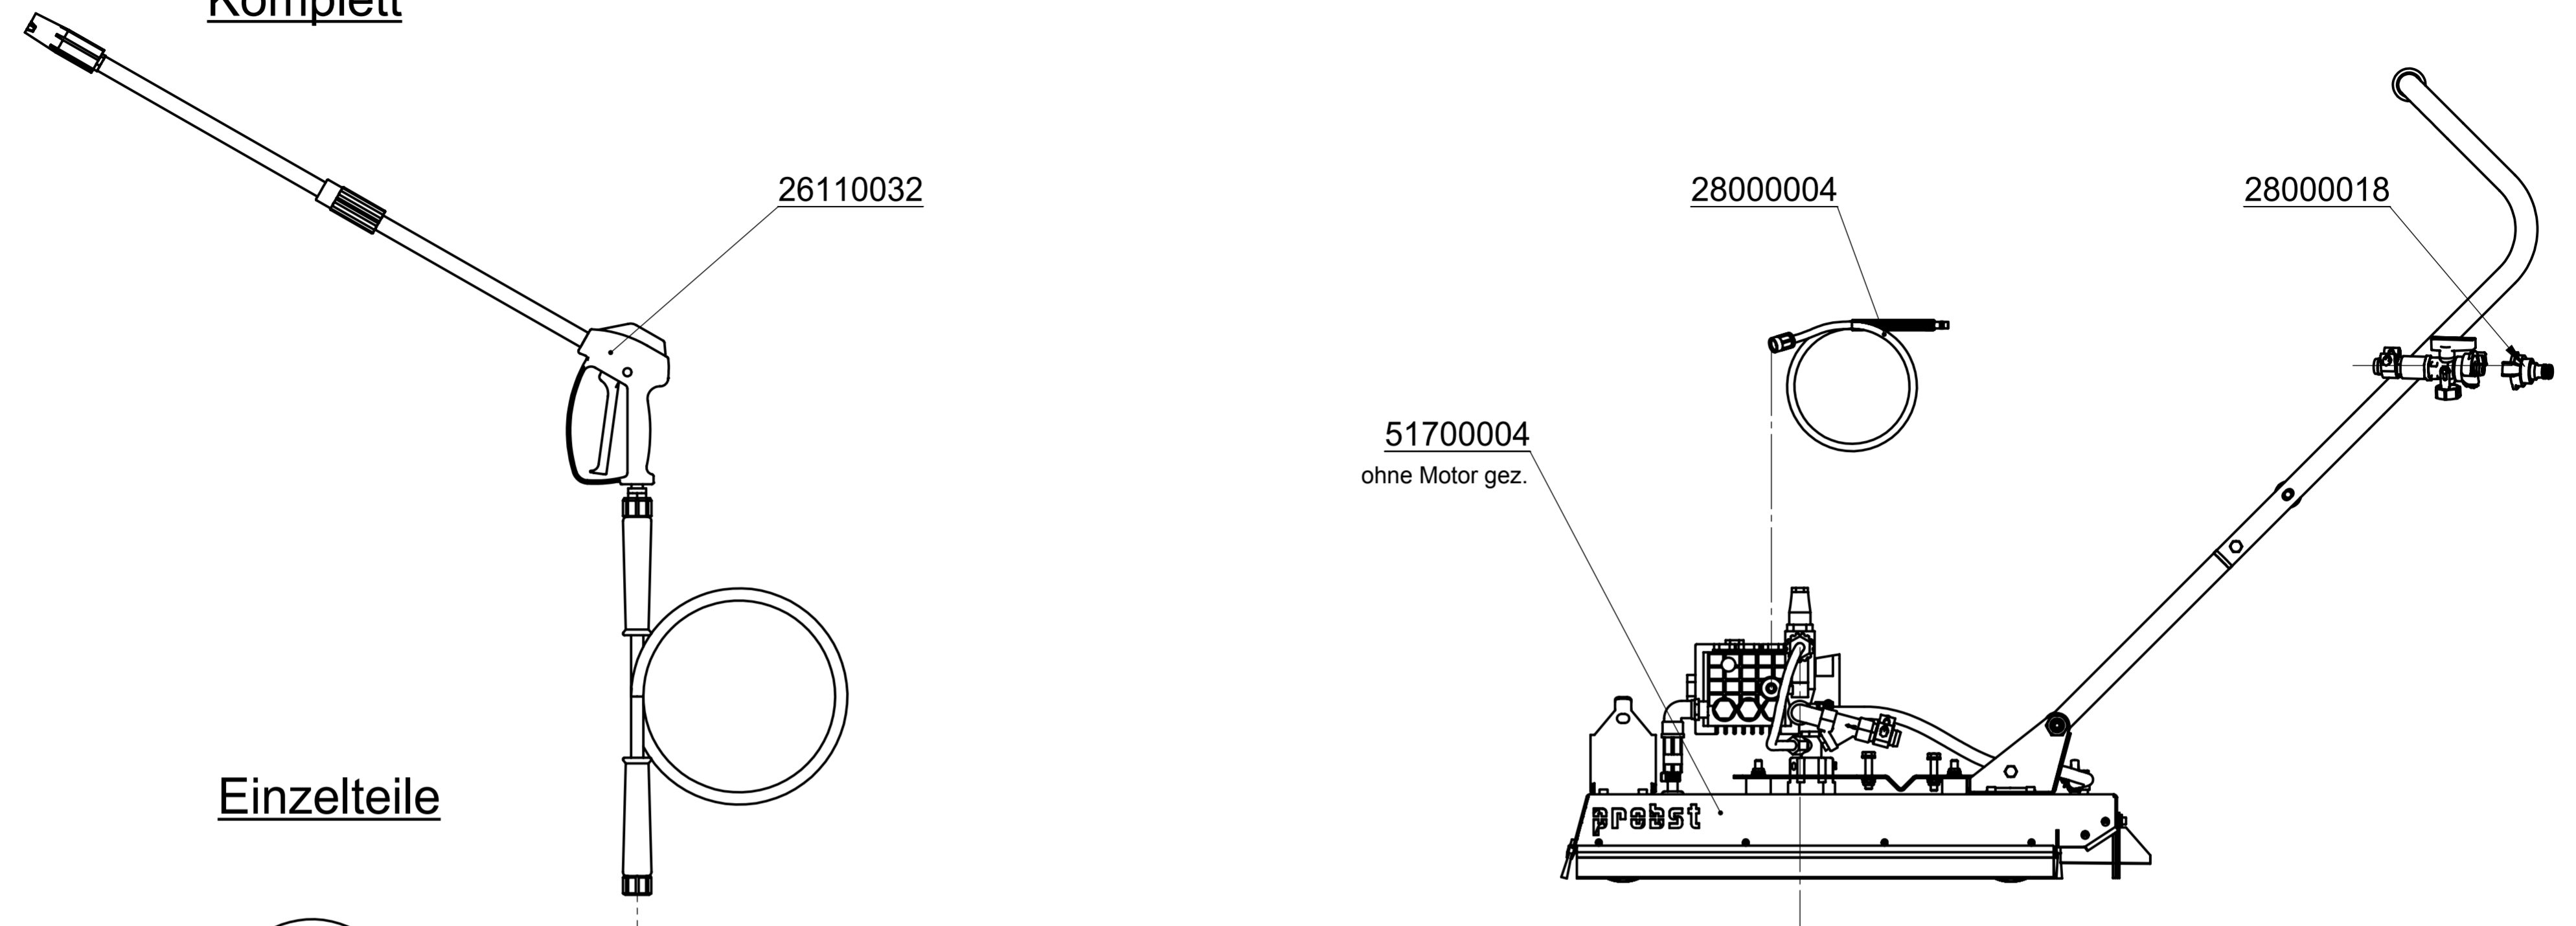 Komplett
26110032
28000004
28000018
51700004
ohne Motor gez.
Einzelteile
probst